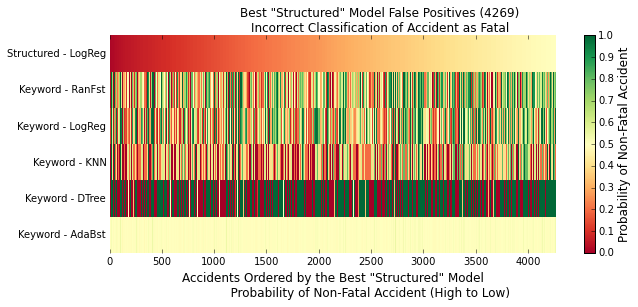 Best "Structured" Model False Positives (4269)
Incorrect Classification of Accident as Fatal
Structured - LogReg
Keyword - RanFst
Keyword - LogReg
Keyword - KNN
Keyword - DTree
Keyword - AdaBst
0 500 1000 1500 2000 2500 3000 3500 4000
Accidents Ordered by the Best "Structured" Model
Probability of Non-Fatal Accident (High to Low)
1.0
0.9
0.8
0.7
0.6
0.5
0.4
0.3
0.2
0.1
0.0
Probability of Non-Fatal Accident